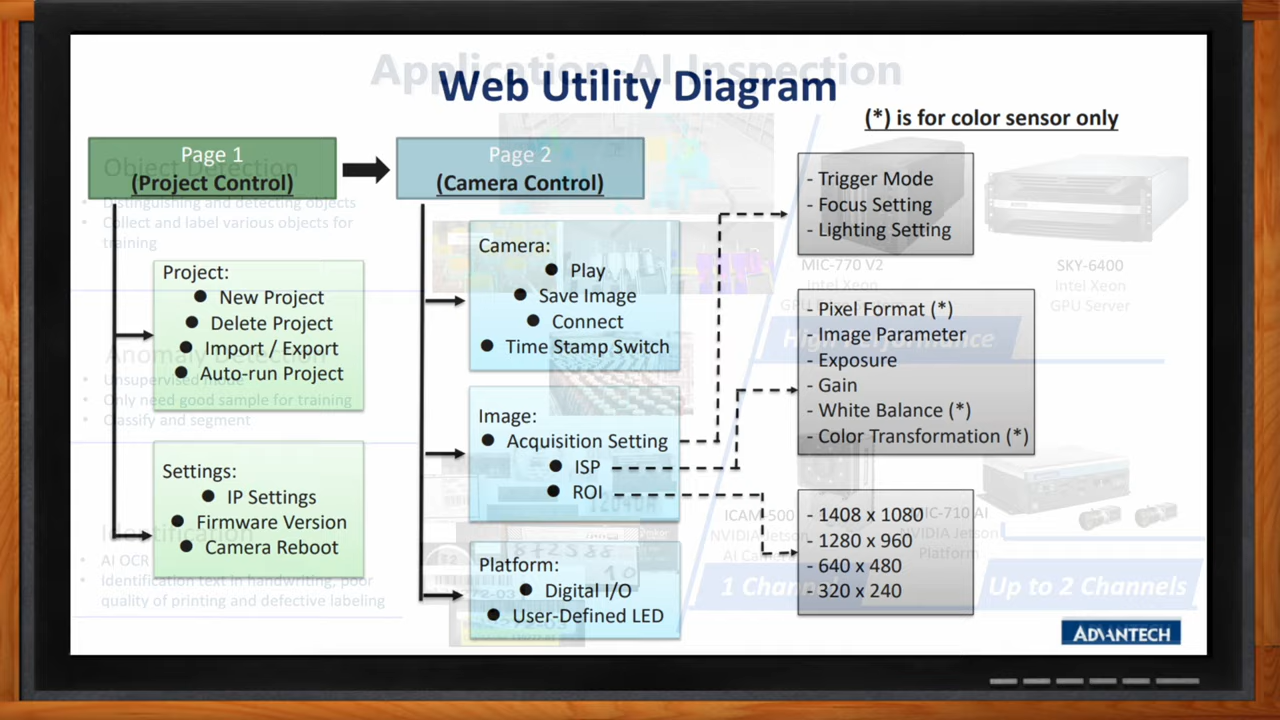 Application-AI Inspection
Web Utility Diagram
(*) is for color sensor only
Page 1
(Project Control)
Page 2
(Camera Control)
Project:
● New Project
● Delete Project
● Import / Export
● Auto-run Project
Settings:
● IP Settings
● Firmware Version
● Camera Reboot
Camera:
● Play
● Save Image
● Connect
● Time Stamp Switch
Image:
● Acquisition Setting
● ISP
● ROI
Platform:
● Digital I/O
● User-Defined LED
- Trigger Mode
- Focus Setting
- Lighting Setting
- Pixel Format (*)
- Image Parameter
- Exposure
- Gain
- White Balance (*)
- Color Transformation (*)
- 1408 x 1080
- 1280 x 960
- 640 x 480
- 320 x 240
Object Detection
• Distinguishing and detecting objects
• Collect and label various objects for
training
Anomaly Detection
• Unsupervised mode
• Only need good sample for training
• Classify and segment
Identification
• AI OCR
• Identification text in handwriting, poor
quality of printing and defective labeling
MIC-770 V2
Intel Xeon
GPU
SKY-6400
Intel Xeon
GPU Server
High Performance
ICAM-500
NVIDIA Jetson
AI Camera
MIC-710 AI
NVIDIA Jetson
Platform
1 Channel
Up to 2 Channels
ADVANTECH